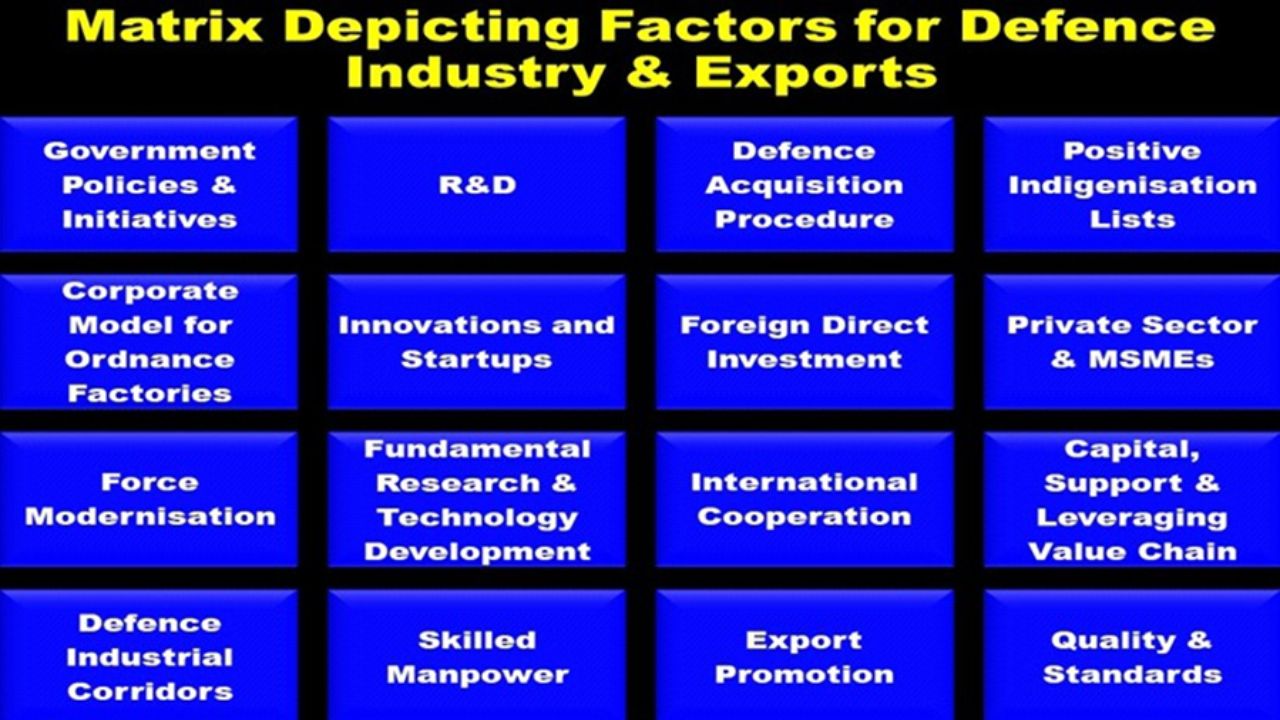 Matrix Depicting Factors for Defence
Industry & Exports
Government
Policies &
Initiatives
R&D
Defence
Acquisition
Procedure
Positive
Indigenisation
Lists
Corporate
Model for
Ordnance
Factories
Innovations and
Startups
Foreign Direct
Investment
Private Sector
& MSMEs
Force
Modernisation
Fundamental
Research &
Technology
Development
International
Cooperation
Capital,
Support &
Leveraging
Value Chain
Defence
Industrial
Corridors
Skilled
Manpower
Export
Promotion
Quality &
Standards